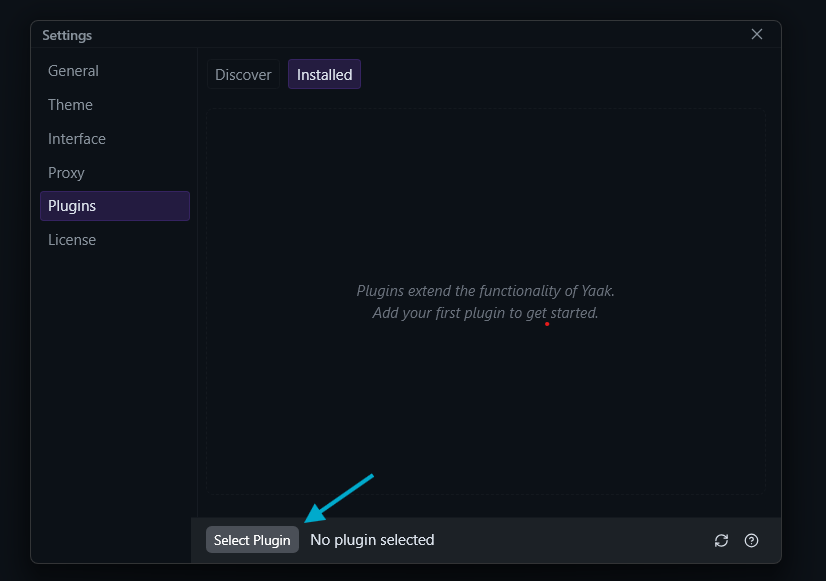 Settings
General
Theme
Interface
Proxy
Plugins
License
Discover
Installed
Plugins extend the functionality of Yaak.
Add your first plugin to get started.
Select Plugin
No plugin selected